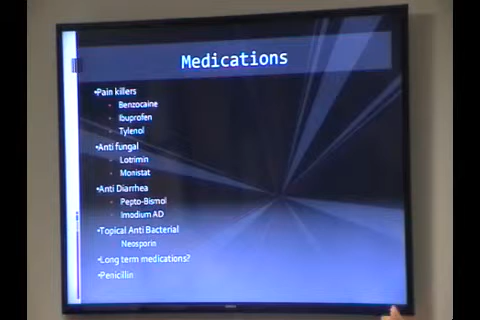 Medications
•Pain killers
• Benzocaine
• Ibuprofen
• Tylenol
•Anti fungal
• Lotrimin
• Monistat
•Anti Diarrhea
• Pepto-Bismol
• Imodium AD
•Topical Anti Bacterial
Neosporin
•Long term medications?
•Penicillin